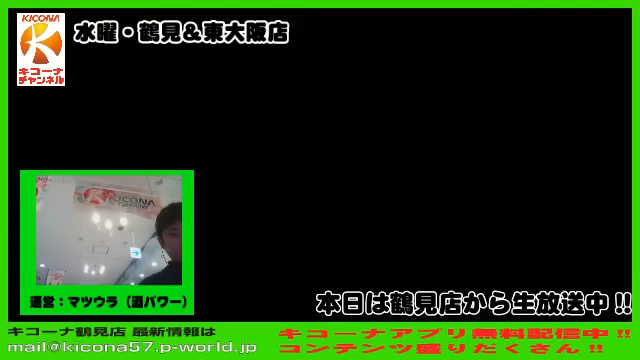 KICONA
キコーナ
チャンネル
水曜・鶴見&東大阪店
KICONA
運営:マツウラ(酒パワー)
本日は鶴見店から生放送中!!
キコーナ鶴見店 最新情報は
mail@kicona57.p-world.jp
キコーナアプリ無料配信中!!
コンテンツ盛りだくさん!!